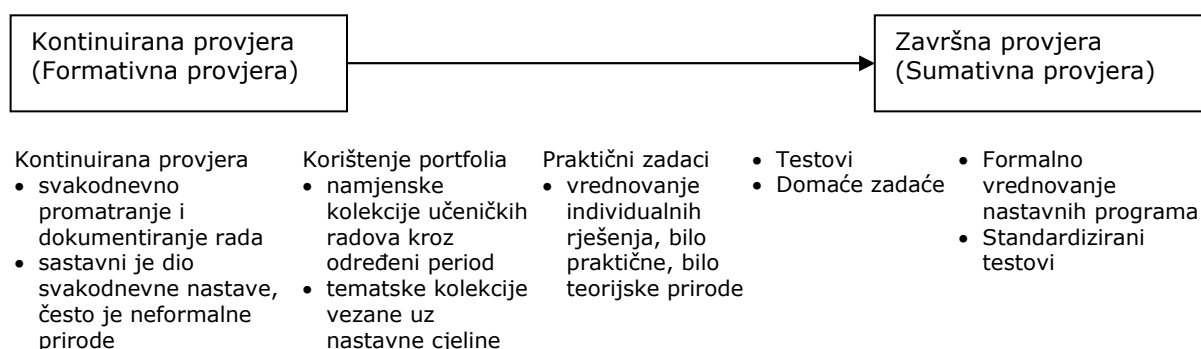 Kontinuirana provjera
(Formativna provjera)
Završna provjera
(Sumativna provjera)
Kontinuirana provjera
• svakodnevno
promatranje i
dokumentiranje rada
• sastavni je dio
svakodnevne nastave,
često je neformalne
prirode
Korištenje portfolia
• namjenske
kolekcije učeničkih
radova kroz
određeni period
• tematske kolekcije
vezane uz
nastavne cjeline
Praktični zadaci
• vrednovanje
individualnih
rješenja, bilo
praktične, bilo
teorijske prirode
• Testovi
• Domaće zadaće
• Formalno
vrednovanje
nastavnih programa
• Standardizirani
testovi